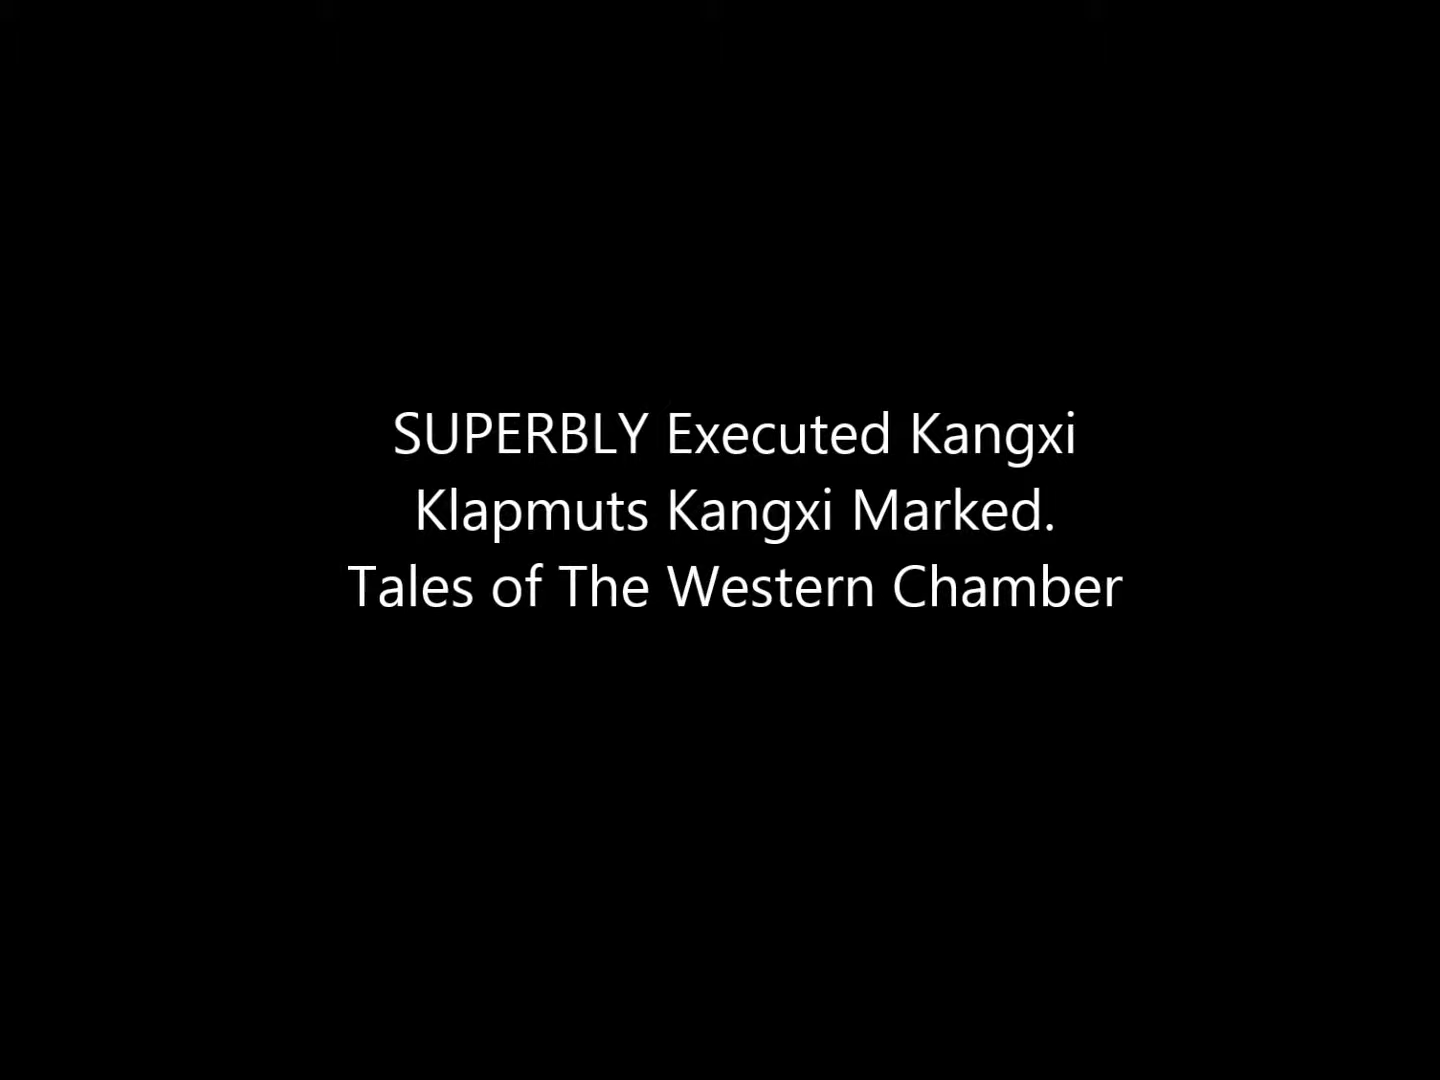 SUPERBLY Executed Kangxi
Klapmuts Kangxi Marked.
Tales of The Western Chamber